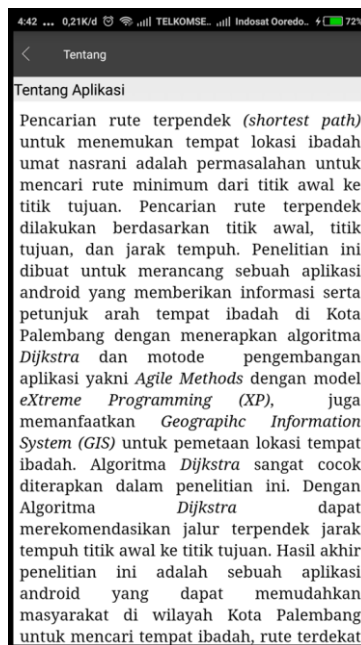 4:42 ... 0,21K/d TELKOMSE.. Indosat Ooredo.. 72%
Tentang
Tentang Aplikasi
Pencarian rute terpendek (shortest path)
untuk menemukan tempat lokasi ibadah
umat nasrani adalah permasalahan untuk
mencari rute minimum dari titik awal ke
titik tujuan. Pencarian rute terpendek
dilakukan berdasarkan titik awal, titik
tujuan, dan jarak tempuh. Penelitian ini
dibuat untuk merancang sebuah aplikasi
android yang memberikan informasi serta
petunjuk arah tempat ibadah di Kota
Palembang dengan menerapkan algoritma
Dijkstra dan motode pengembangan
aplikasi yakni Agile Methods dengan model
eXtreme Programming (XP), juga
memanfaatkan Geograpihc Information
System (GIS) untuk pemetaan lokasi tempat
ibadah. Algoritma Dijkstra sangat cocok
diterapkan dalam penelitian ini. Dengan
Algoritma Dijkstra dapat
merekomendasikan jalur terpendek jarak
tempuh titik awal ke titik tujuan. Hasil akhir
penelitian ini adalah sebuah aplikasi
android yang dapat memudahkan
masyarakat di wilayah Kota Palembang
untuk mencari tempat ibadah, rute terdekat